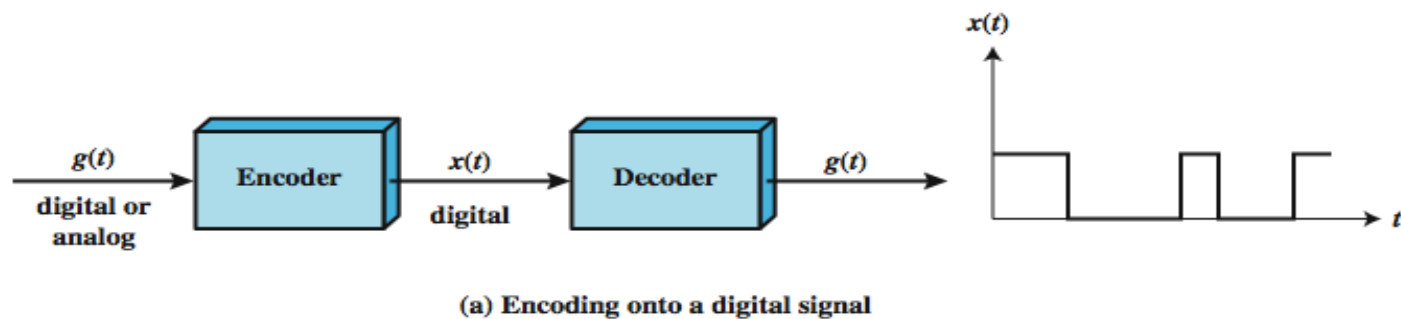 x(t)
g(t)
Encoder
x(t)
Decoder
g(t)
digital or
analog
digital
t
(a) Encoding onto a digital signal